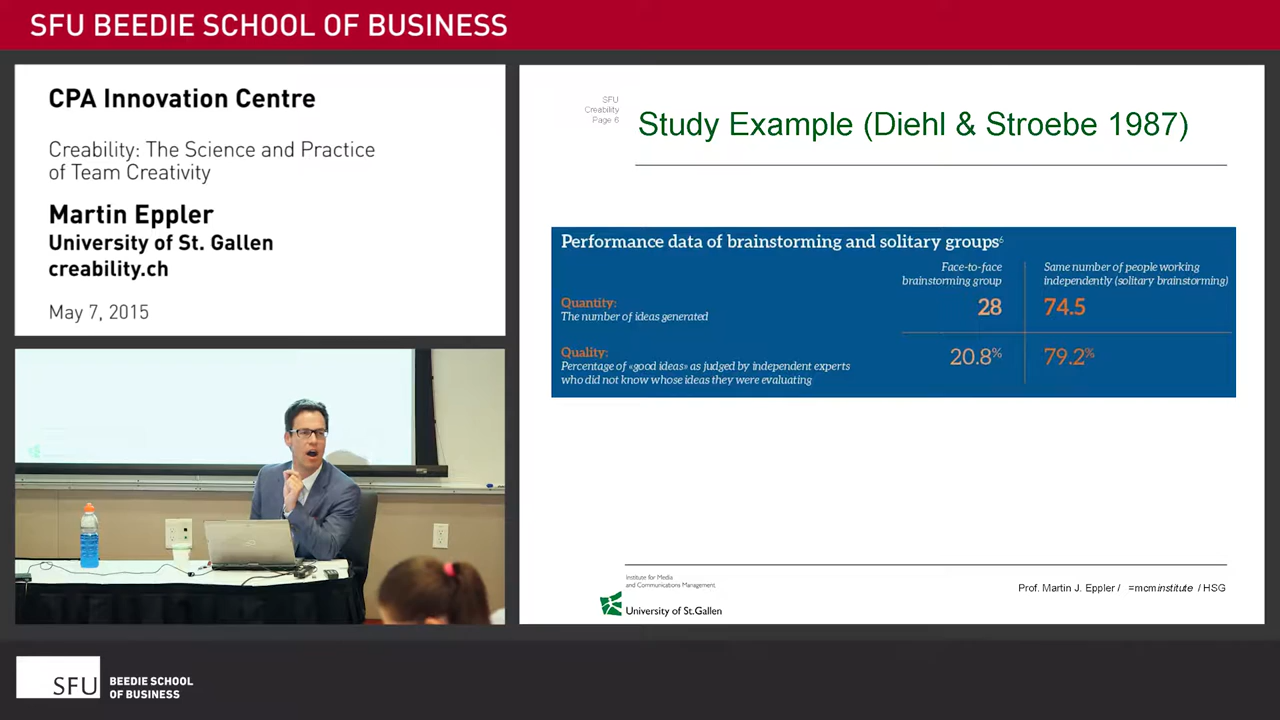 SFU BEEDIE SCHOOL OF BUSINESS
CPA Innovation Centre
Creability: The Science and Practice
of Team Creativity
Martin Eppler
University of St. Gallen
creability.ch
May 7, 2015
SFU
Creability
Page 6
Study Example (Diehl & Stroebe 1987)
Performance data of brainstorming and solitary groups⁶
Face-to-face
brainstorming group
Same number of people working
independently (solitary brainstorming)
Quantity:
The number of ideas generated
28
74.5
Quality:
Percentage of «good ideas» as judged by independent experts
who did not know whose ideas they were evaluating
20.8%
79.2%
Institute for Media
and Communications Management
University of St.Gallen
Prof. Martin J. Eppler / =mcminstitute / HSG
SFU
BEEDIE SCHOOL
OF BUSINESS